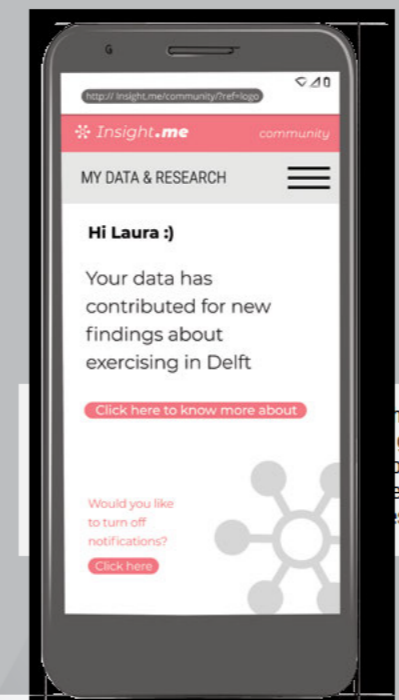 G
http:// Insight.me/community/?ref=logo
Insight.me community
MY DATA & RESEARCH
Hi Laura :)
Your data has
contributed for new
findings about
exercising in Delft
Click here to know more about
Would you like
to turn off
notifications?
Click here